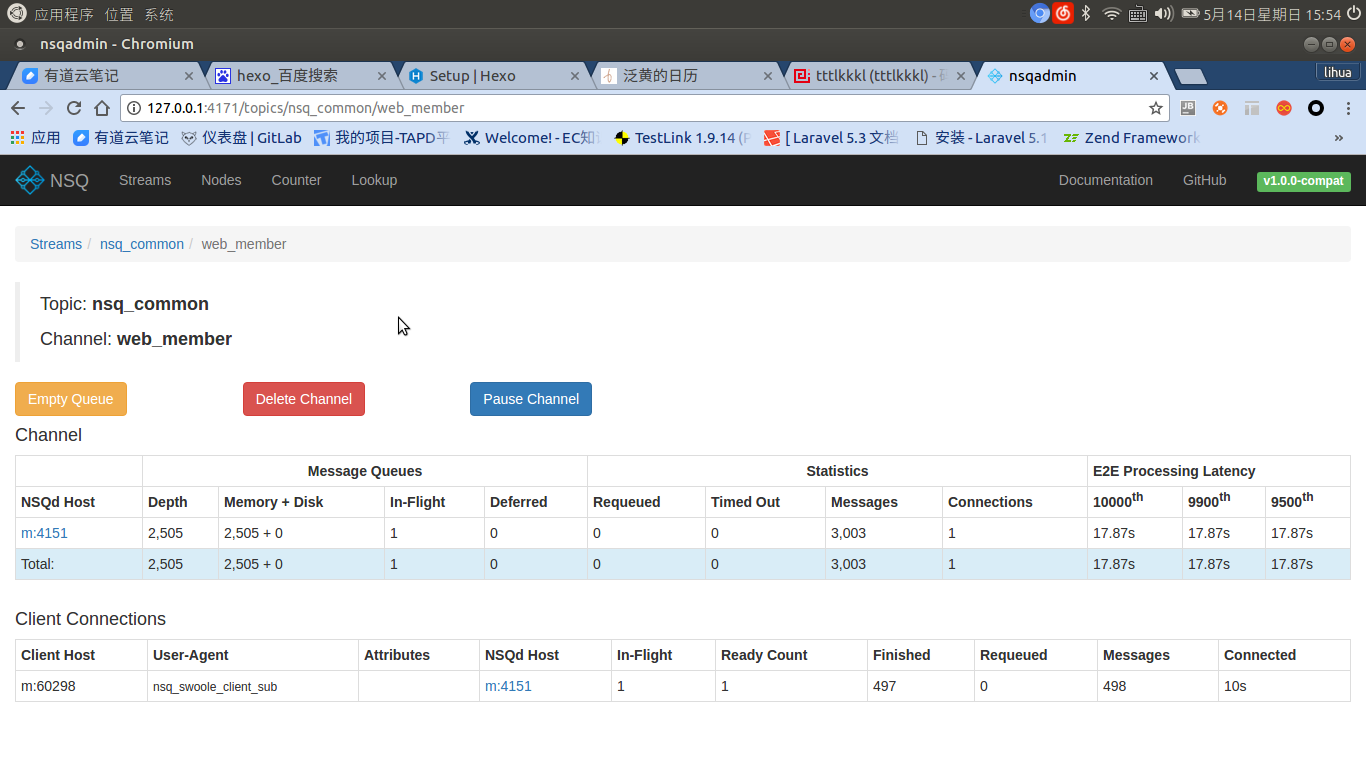 应用程序 位置 系统 5月14日星期日 15:54
nsqadmin - Chromium
有道云笔记 hexo_百度搜索 Setup | Hexo 泛黄的日历 tttlkkkl (tttlkkkl) - nsqadmin lihua
127.0.0.1:4171/topics/nsq_common/web_member
应用 有道云笔记 仪表盘 | GitLab 我的项目-TAPD平 Welcome! - EC知 TestLink 1.9.14 (P [ Laravel 5.3 文档 安装 - Laravel 5.1 Zend Framework »
NSQ Streams Nodes Counter Lookup Documentation GitHub v1.0.0-compat
Streams / nsq_common / web_member
Topic: nsq_common
Channel: web_member
Empty Queue Delete Channel Pause Channel
Channel
Message Queues Statistics E2E Processing Latency
NSQd Host Depth Memory + Disk In-Flight Deferred Requeued Timed Out Messages Connections 10000th 9900th 9500th
m:4151 2,505 2,505 + 0 1 0 0 0 3,003 1 17.87s 17.87s 17.87s
Total: 2,505 2,505 + 0 1 0 0 0 3,003 1 17.87s 17.87s 17.87s
Client Connections
Client Host User-Agent Attributes NSQd Host In-Flight Ready Count Finished Requeued Messages Connected
m:60298 nsq_swoole_client_sub m:4151 1 1 497 0 498 10s